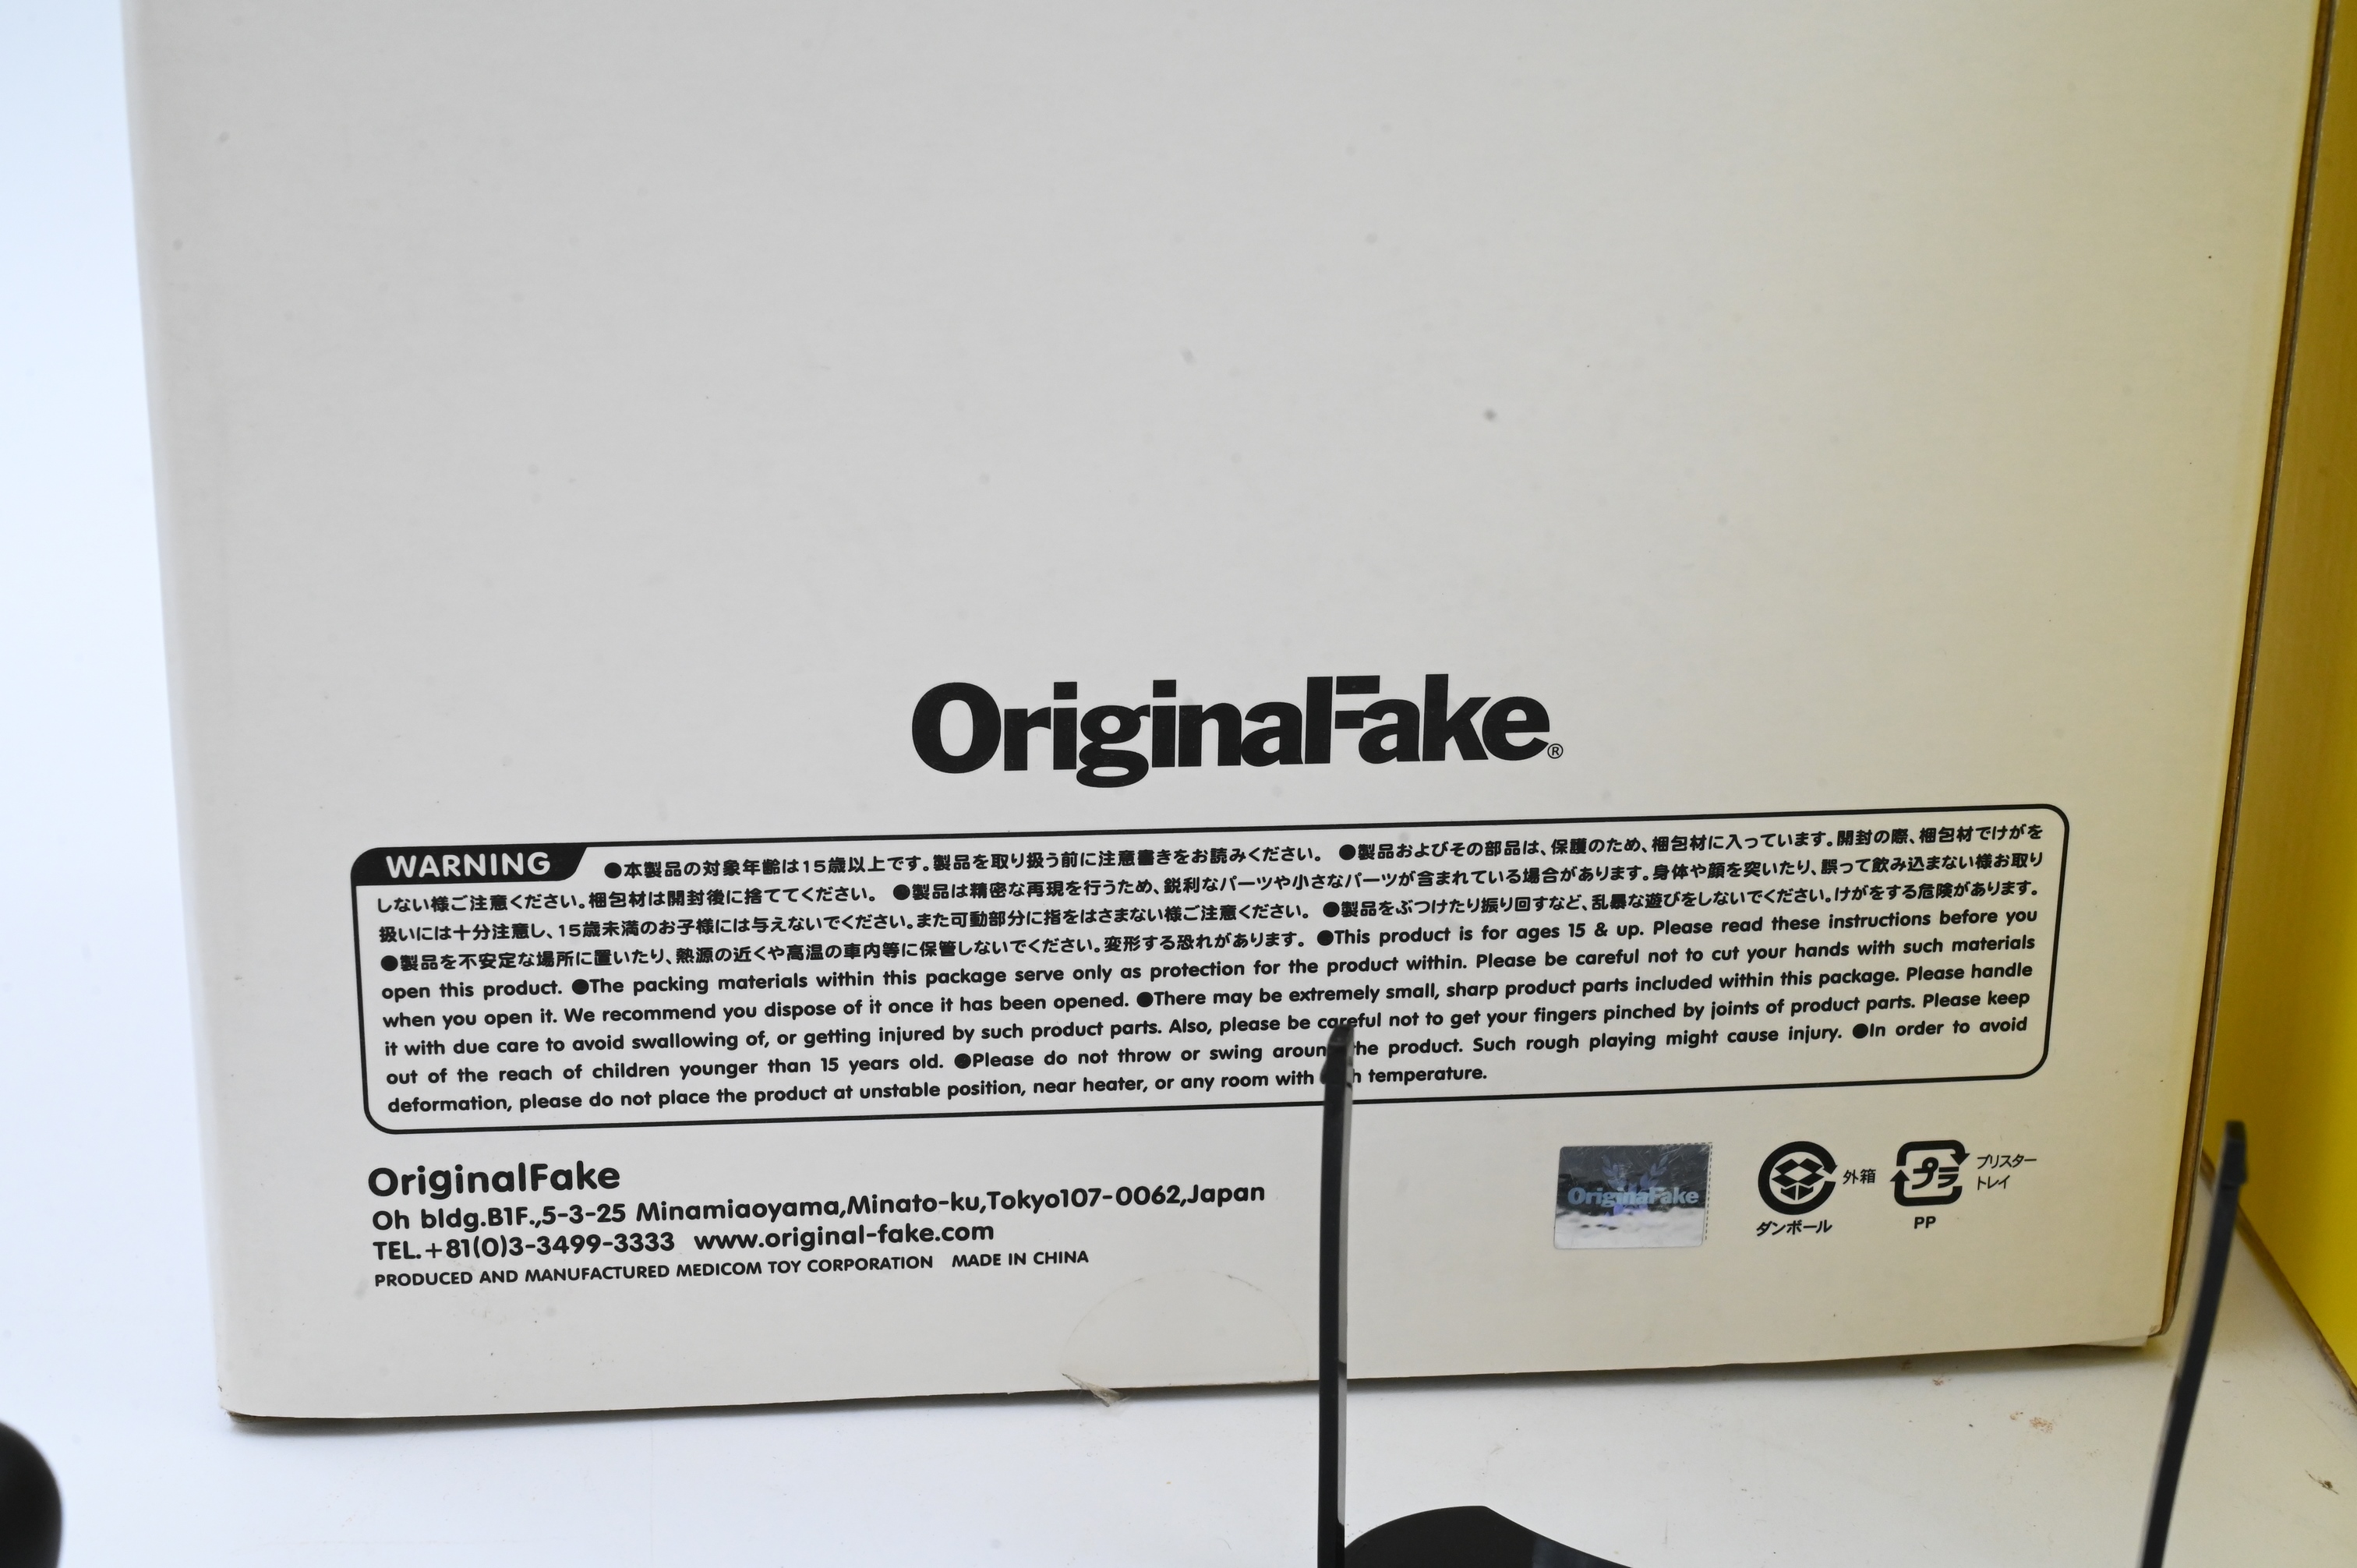 OriginalFake®
WARNING ●本製品の対象年齢は15歳以上です。製品を取り扱う前に注意書きをお読みください。 ●製品およびその部品は、保護のため、梱包材に入っています。開封の際、梱包材でけがを
しない様ご注意ください。梱包材は開封後に捨ててください。 ●製品は精密な再現を行うため、鋭利なパーツや小さなパーツが含まれている場合があります。身体や顔を突いたり、誤って飲み込まない様お取り
扱いには十分注意し、15歳未満のお子様には与えないでください。また可動部分に指をはさまない様ご注意ください。 ●製品をぶつけたり振り回すなど、乱暴な遊びをしないでください。けがをする危険があります。
●製品を不安定な場所に置いたり、熱源の近くや高温の車内等に保管しないでください。変形する恐れがあります。 ●This product is for ages 15 & up. Please read these instructions before you
open this product. ●The packing materials within this package serve only as protection for the product within. Please be careful not to cut your hands with such materials
when you open it. We recommend you dispose of it once it has been opened. ●There may be extremely small, sharp product parts included within this package. Please handle
it with due care to avoid swallowing of, or getting injured by such product parts. Also, please be careful not to get your fingers pinched by joints of product parts. Please keep
out of the reach of children younger than 15 years old. ●Please do not throw or swing around the product. Such rough playing might cause injury. ●In order to avoid
deformation, please do not place the product at unstable position, near heater, or any room with temperature.
OriginalFake
Oh bldg.B1F.,5-3-25 Minamiaoyama,Minato-ku,Tokyo107-0062,Japan
TEL.+81(0)3-3499-3333 www.original-fake.com
PRODUCED AND MANUFACTURED MEDICOM TOY CORPORATION MADE IN CHINA
OriginalFake
外箱
ダンボール
プラ
ブリスター
トレイ
PP